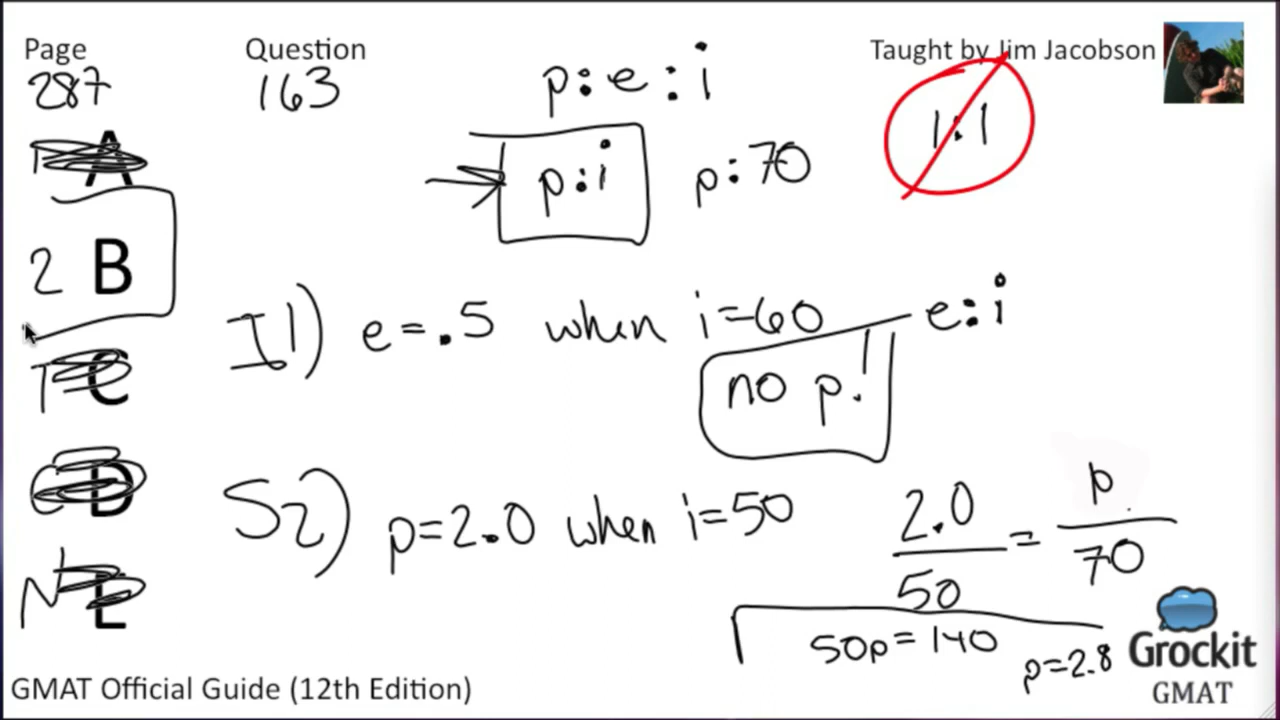 Page Question Taught by Jim Jacobson
287 163 p:e:i
1:1
A
p:i p:70
2 B
I1) e=.5 when i=60 e:i
1 C
no p!
C D
S2) p=2.0 when i=50 2.0/50 = p/70
N E
50p=140 p=2.8
Grockit
GMAT
GMAT Official Guide (12th Edition)